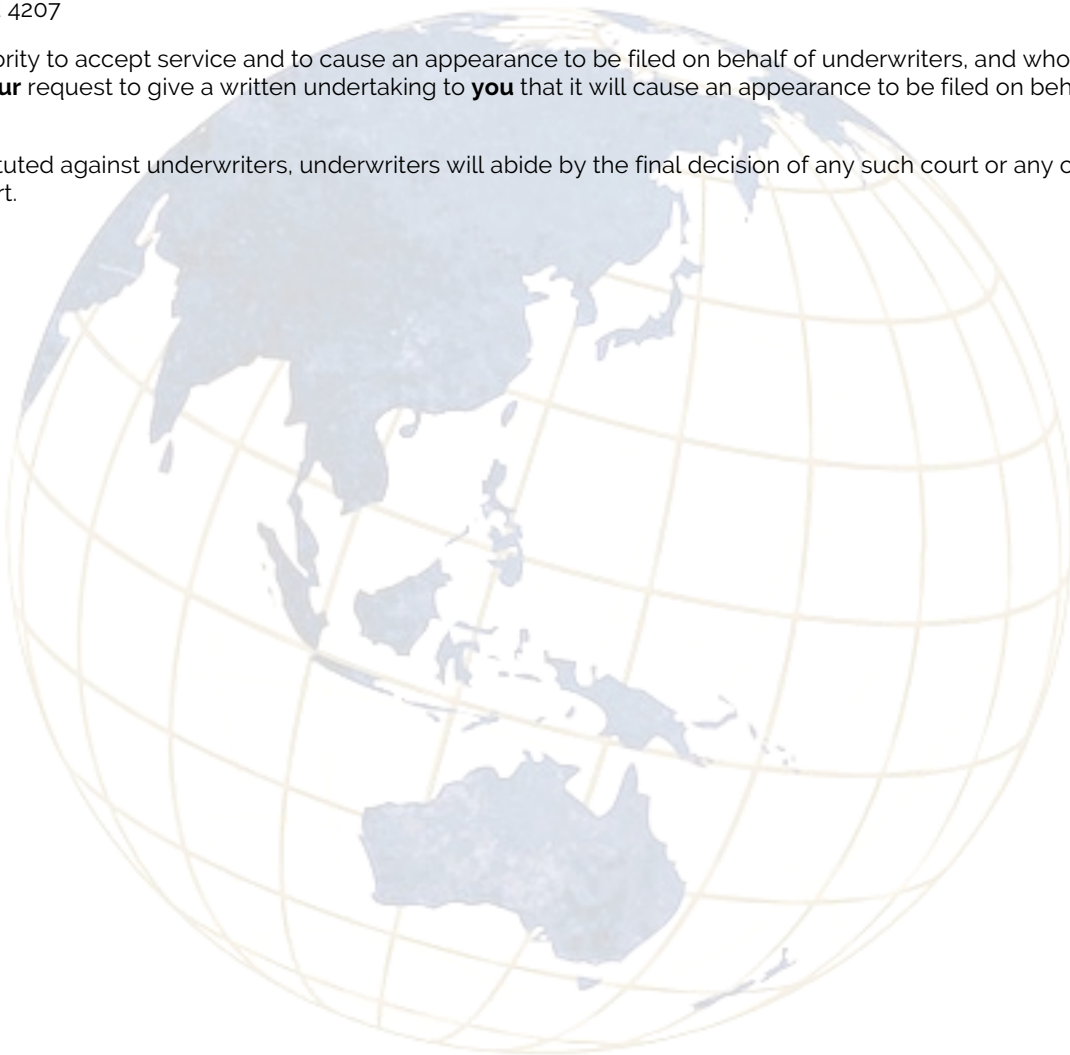 4207
ority to accept service and to cause an appearance to be filed on behalf of underwriters, and who
ur request to give a written undertaking to you that it will cause an appearance to be filed on beh
tuted against underwriters, underwriters will abide by the final decision of any such court or any c
rt.